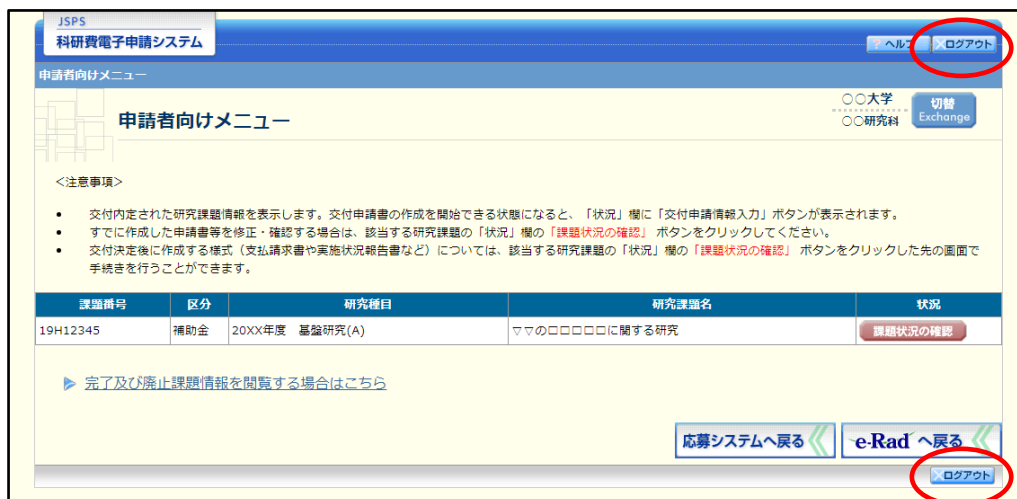 JSPS
科研費電子申請システム
? ヘルプ ログアウト
申請者向けメニュー
○○大学
○○研究科
切替
Exchange
申請者向けメニュー
<注意事項>
• 交付内定された研究課題情報を表示します。交付申請書の作成を開始できる状態になると、「状況」欄に「交付申請情報入力」ボタンが表示されます。
• すでに作成した申請書等を修正・確認する場合は、該当する研究課題の「状況」欄の「課題状況の確認」 ボタンをクリックしてください。
• 交付決定後に作成する様式（支払請求書や実施状況報告書など）については、該当する研究課題の「状況」欄の「課題状況の確認」 ボタンをクリックした先の画面で
手続きを行うことができます。
課題番号 区分 研究種目 研究課題名 状況
19H12345 補助金 20XX年度 基盤研究(A) ▽▽の□□□□□に関する研究 課題状況の確認
完了及び廃止課題情報を閲覧する場合はこちら
応募システムへ戻る e-Rad へ戻る
ログアウト